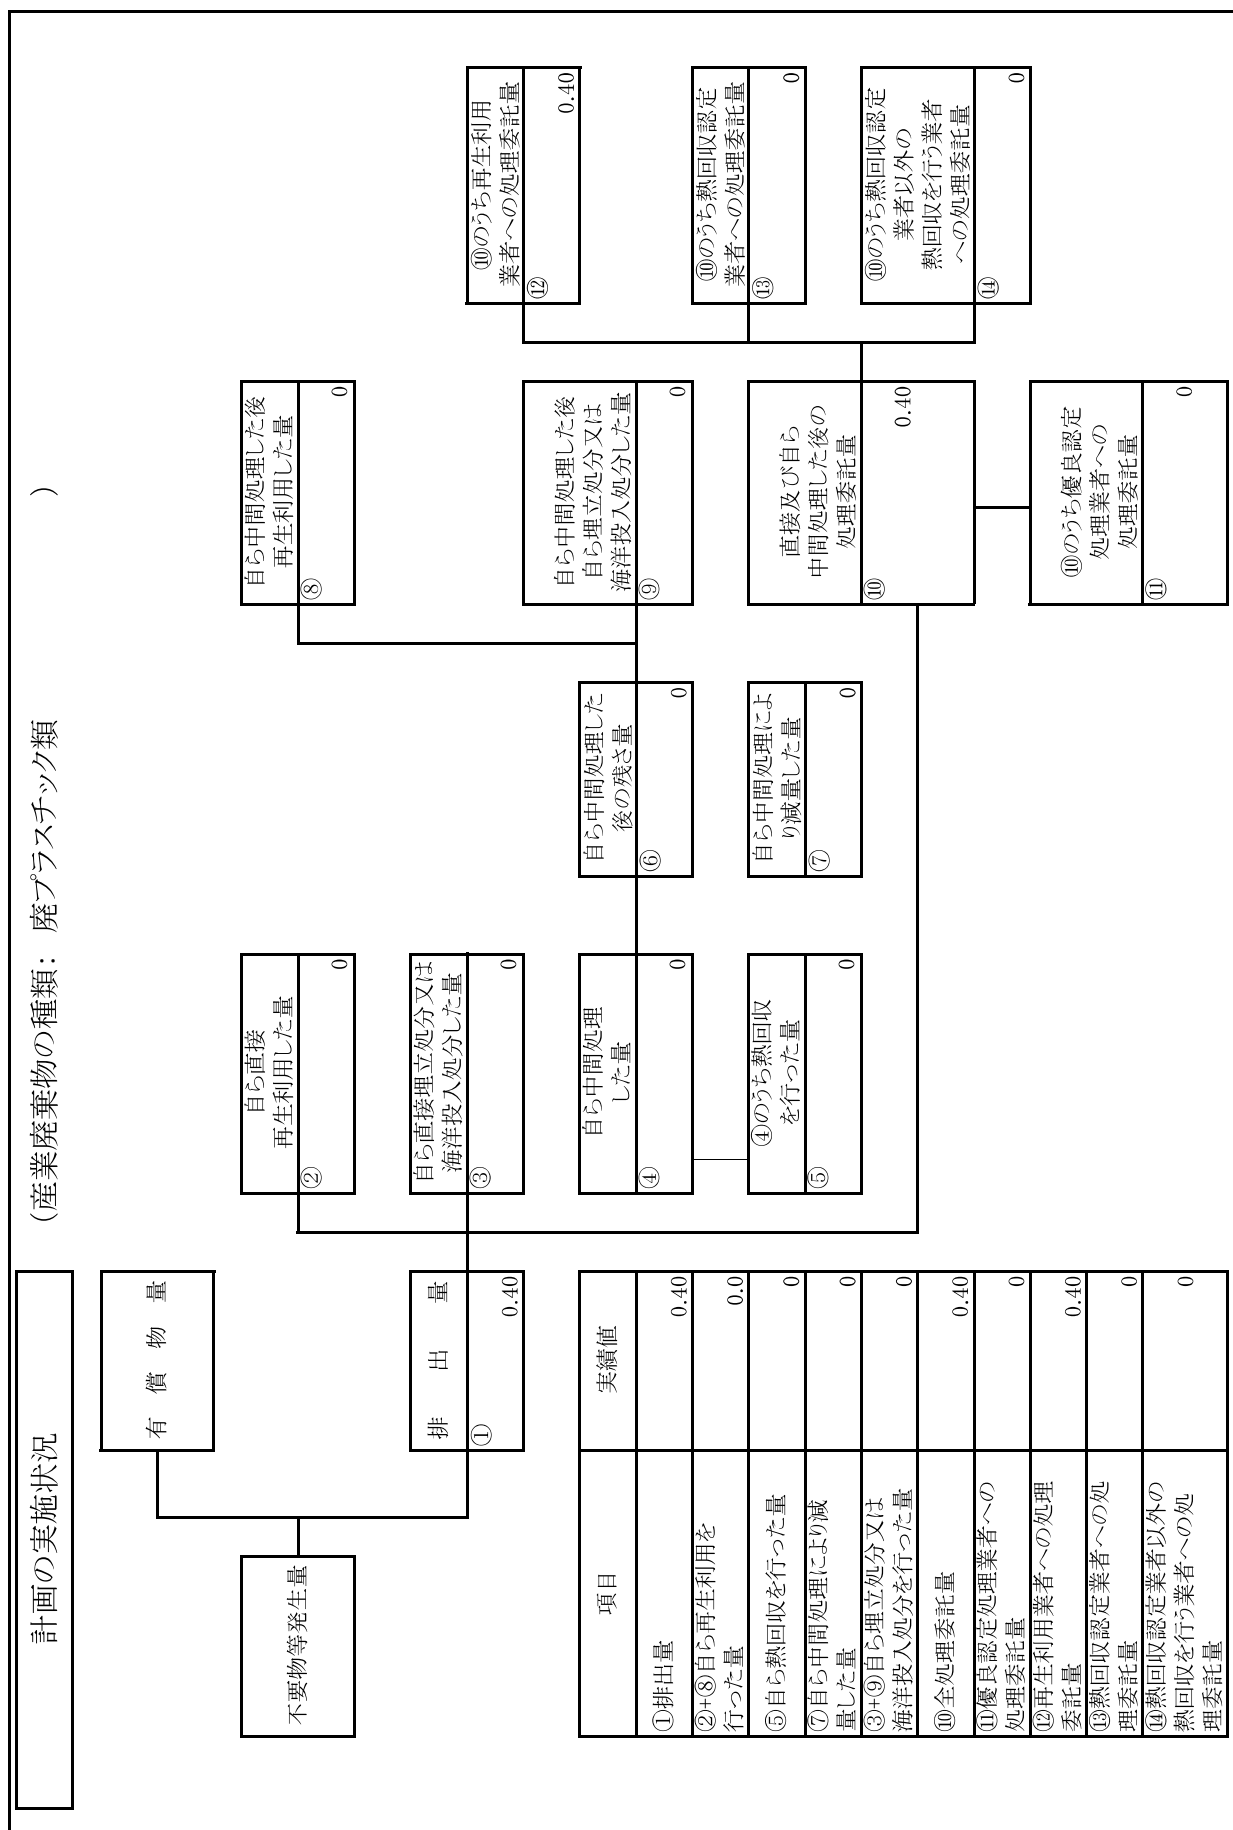 計画の実施状況
(産業廃棄物の種類： 廃プラスチック類 )
不要物等発生量
有 償 物 量
排 出 量
①
0.40
自ら直接
再生利用した量
②
0
自ら直接埋立処分又は
海洋投入処分した量
③
0
自ら中間処理
した量
④
0
④のうち熱回収
を行った量
⑤
0
自ら中間処理した
後の残さ量
⑥
0
自ら中間処理によ
り減量した量
⑦
0
自ら中間処理した後
再生利用した量
⑧
0
自ら中間処理した後
自ら埋立処分又は
海洋投入処分した量
⑨
0
直接及び自ら
中間処理した後の
処理委託量
⑩
0.40
⑩のうち優良認定
処理業者への
処理委託量
⑪
0
⑩のうち再生利用
業者への処理委託量
⑫
0.40
⑩のうち熱回収認定
業者への処理委託量
⑬
0
⑩のうち熱回収認定
業者以外の
熱回収を行う業者
への処理委託量
⑭
0
項目 実績値
①排出量 0.40
②+⑧自ら再生利用を
行った量
0.0
⑤自ら熱回収を行った量 0
⑦自ら中間処理により減
量した量
0
③+⑨自ら埋立処分又は
海洋投入処分を行った量
0
⑩全処理委託量 0.40
⑪優良認定処理業者への
処理委託量
0
⑫再生利用業者への処理
委託量
0.40
⑬熱回収認定業者への処
理委託量
0
⑭熱回収認定業者以外の
熱回収を行う業者への処
理委託量
0